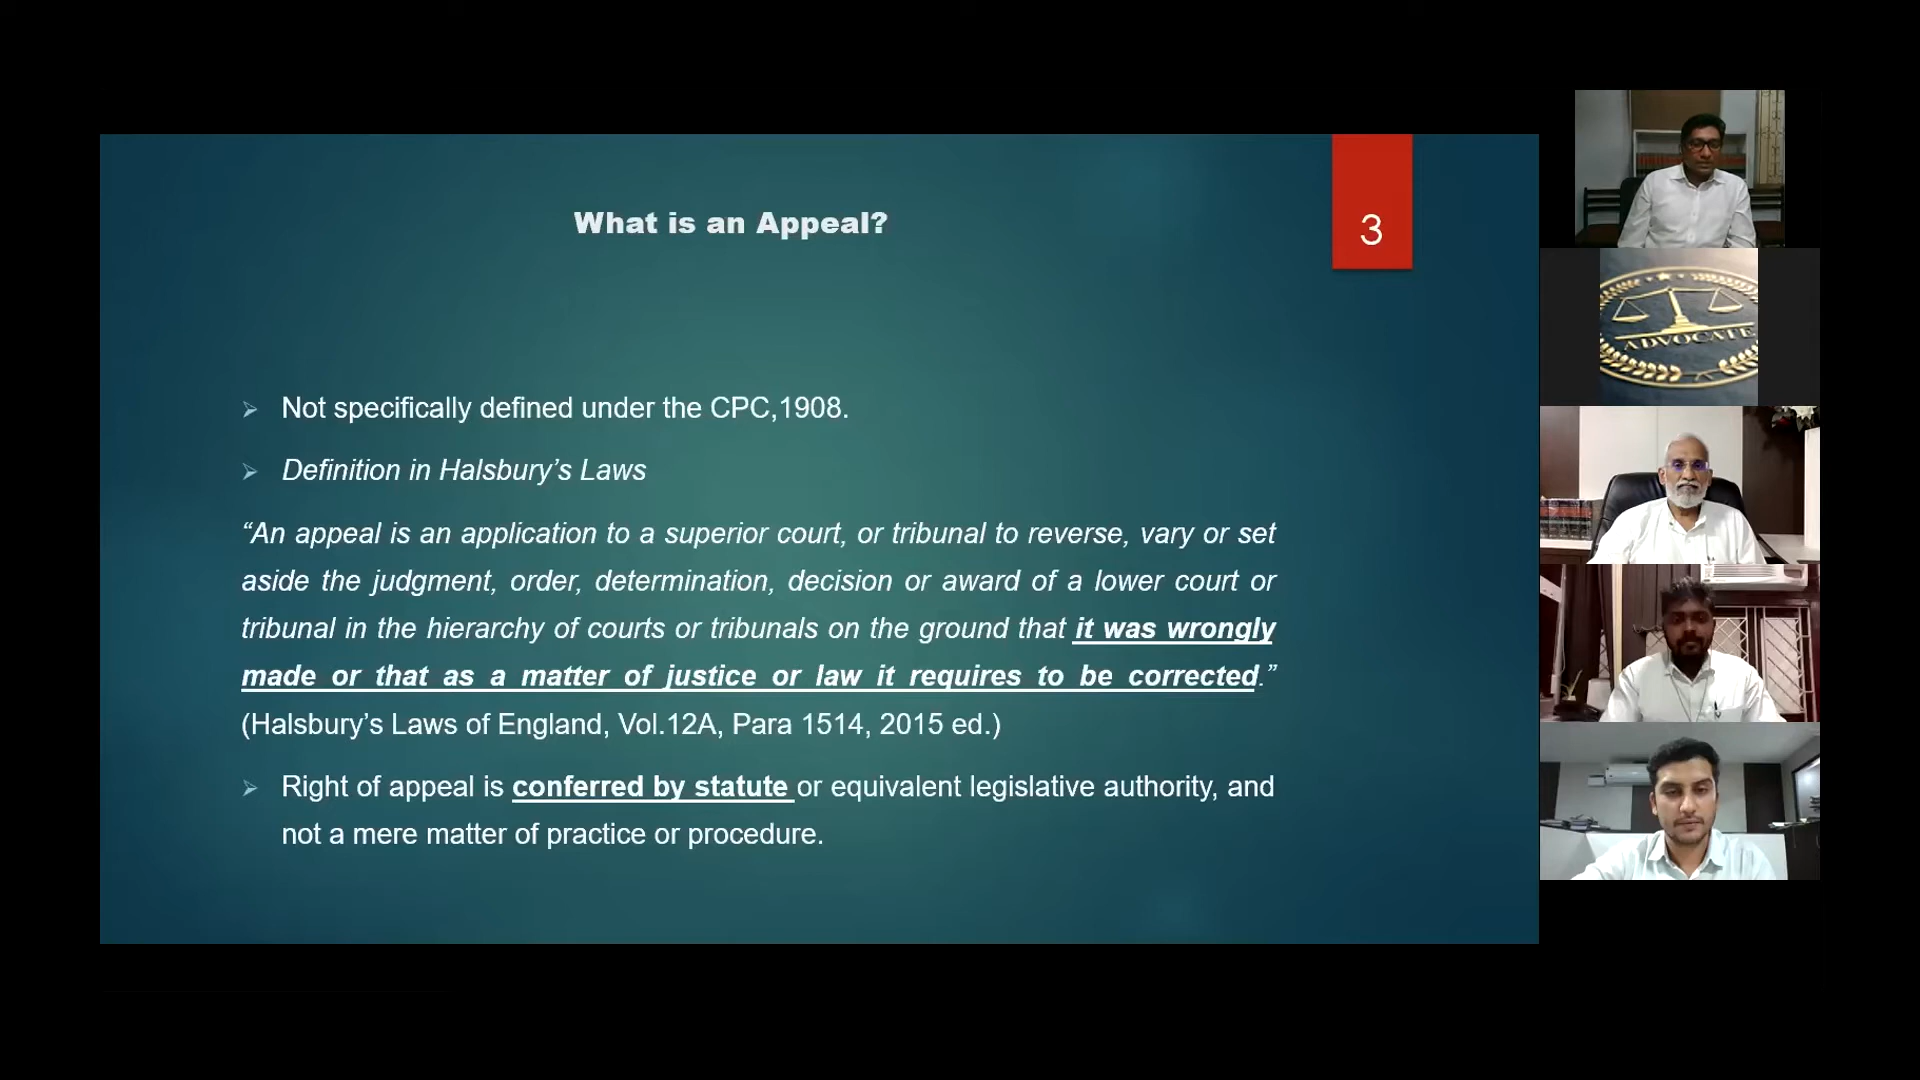 What is an Appeal?
3
Not specifically defined under the CPC,1908.
Definition in Halsbury’s Laws
“An appeal is an application to a superior court, or tribunal to reverse, vary or set
aside the judgment, order, determination, decision or award of a lower court or
tribunal in the hierarchy of courts or tribunals on the ground that it was wrongly
made or that as a matter of justice or law it requires to be corrected.”
(Halsbury’s Laws of England, Vol.12A, Para 1514, 2015 ed.)
Right of appeal is conferred by statute or equivalent legislative authority, and
not a mere matter of practice or procedure.
ADVOCATE